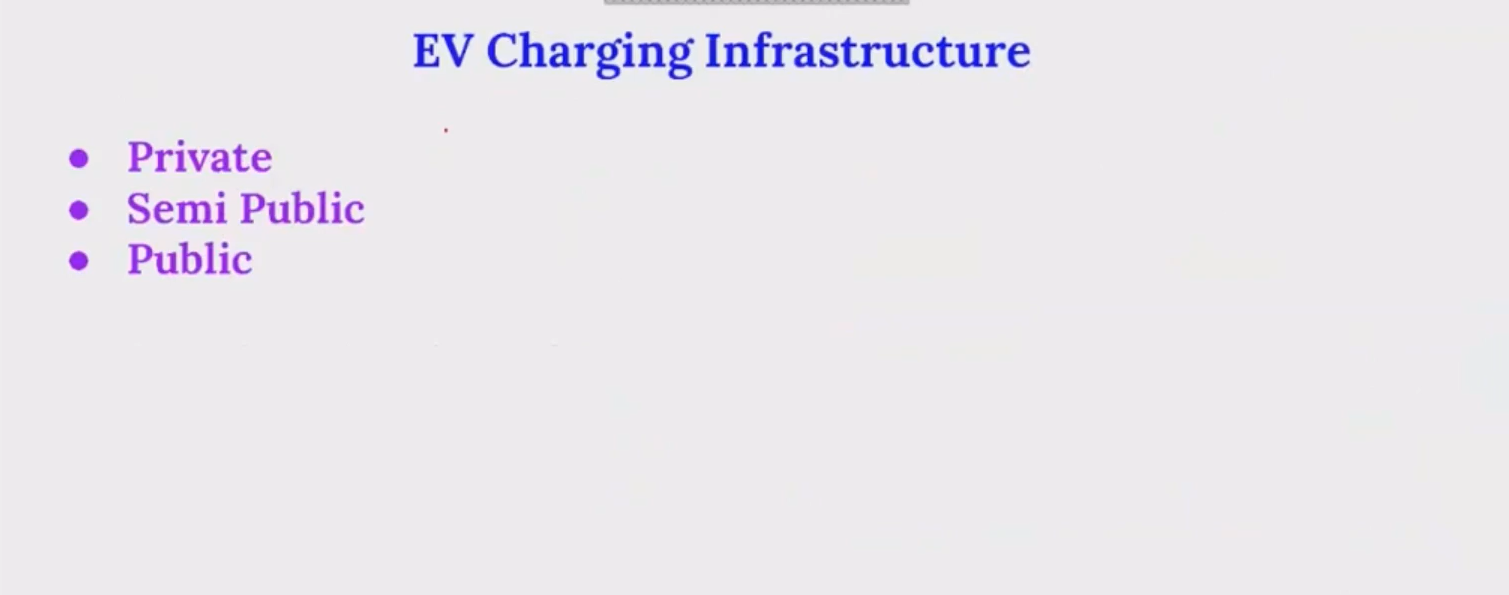 EV Charging Infrastructure
● Private
● Semi Public
● Public